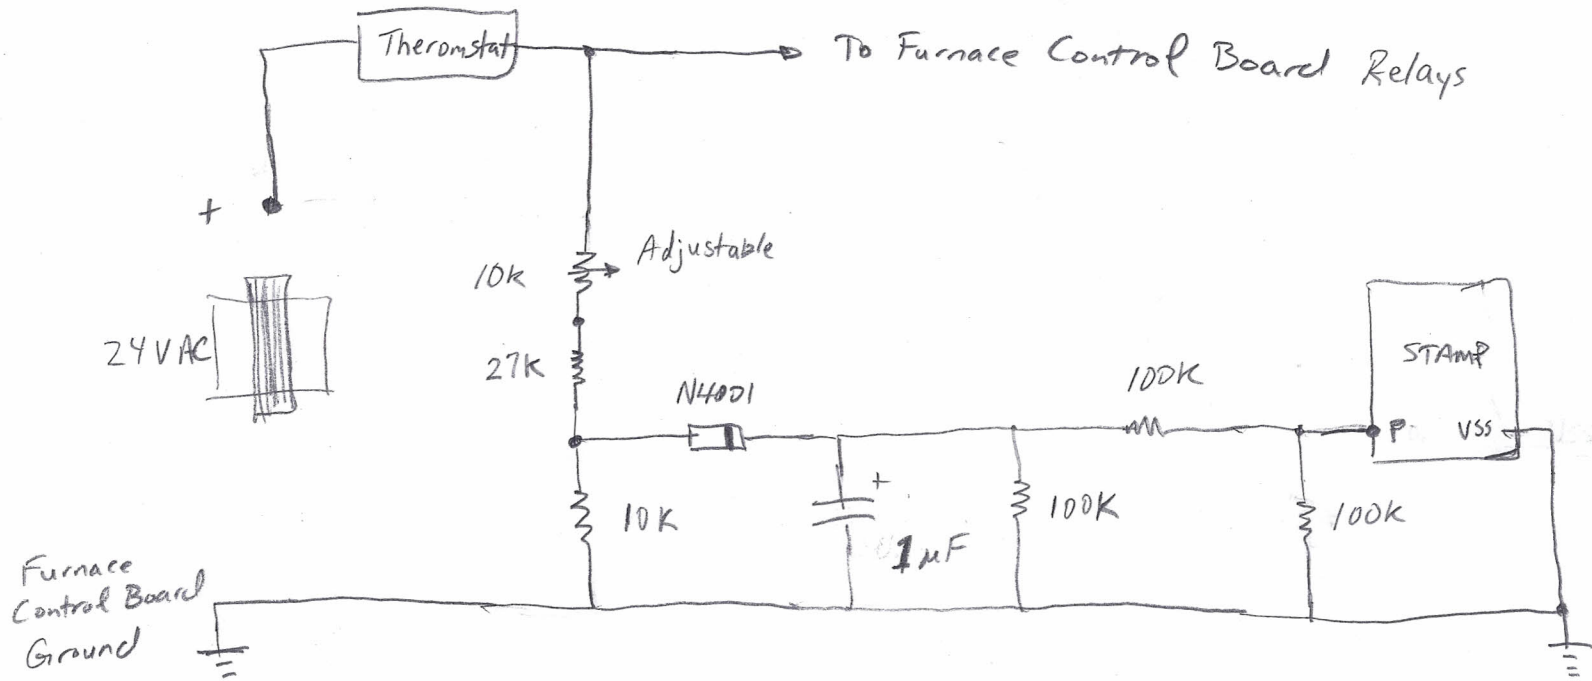 Theromstat
To Furnace Control Board Relays
+
Adjustable
10k
24VAC
27K
N4001
100K
STAMP
P
VSS
+
10K
100K
100K
1µF
Furnace
Control Board
Ground